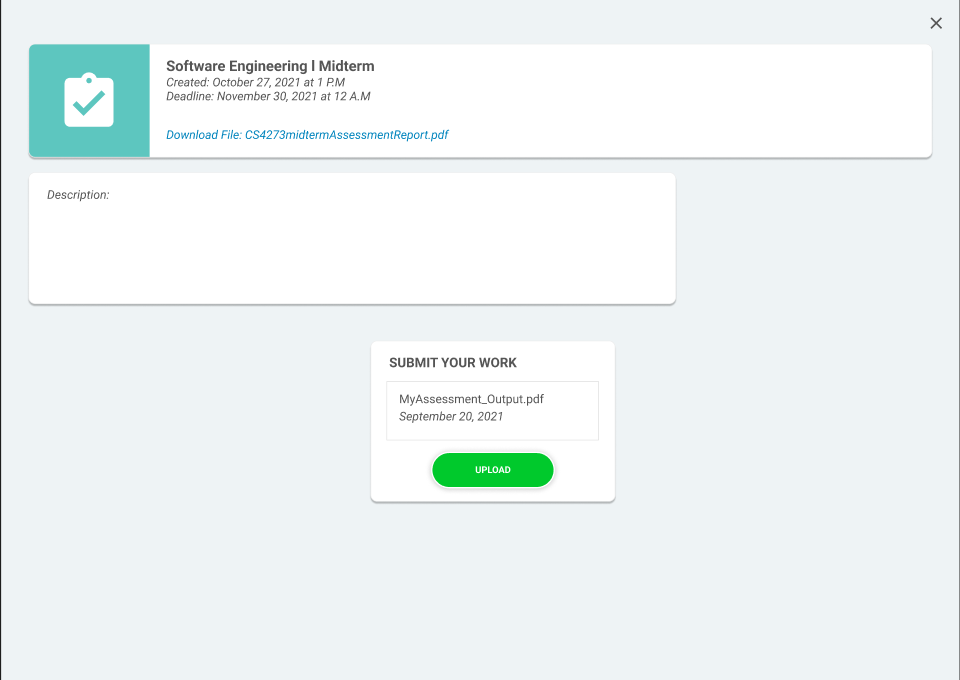 Software Engineering l Midterm
Created: October 27, 2021 at 1 P.M
Deadline: November 30, 2021 at 12 A.M
Download File: CS4273midtermAssessmentReport.pdf
Description:
SUBMIT YOUR WORK
MyAssessment_Output.pdf
September 20, 2021
UPLOAD